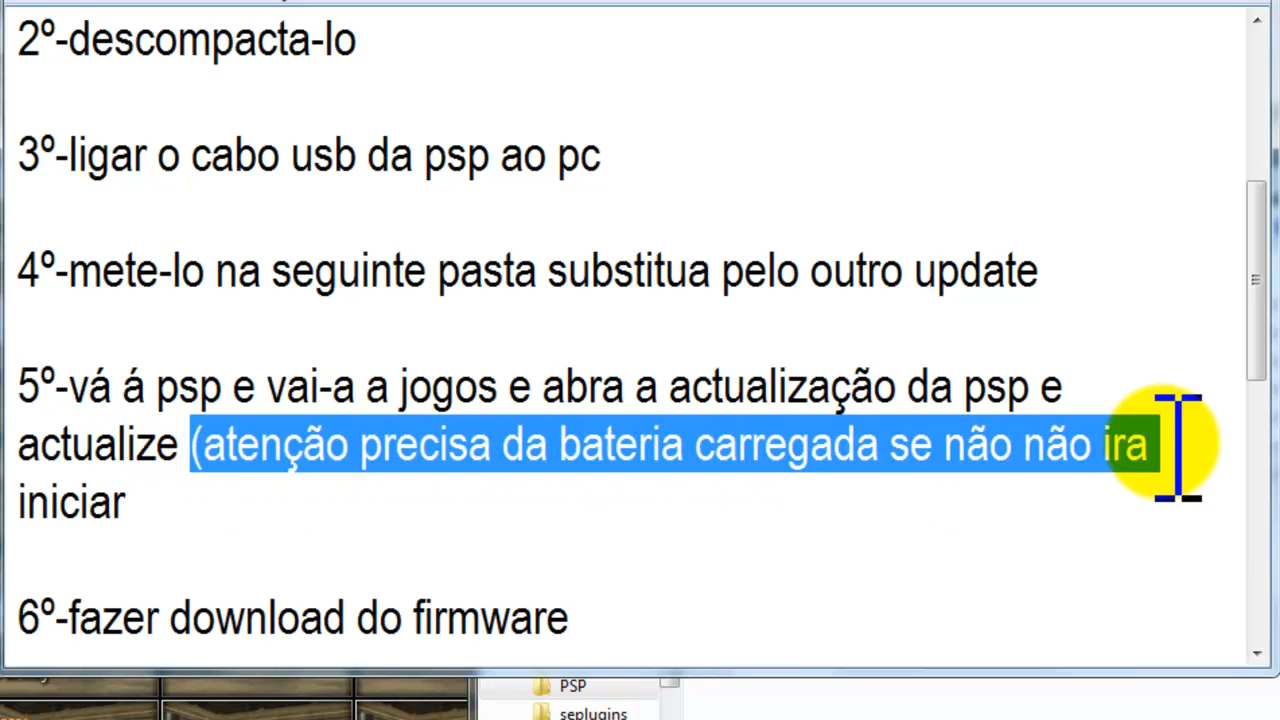 2º-descompacta-lo
3º-ligar o cabo usb da psp ao pc
4º-mete-lo na seguinte pasta substitua pelo outro update
5º-vá á psp e vai-a a jogos e abra a actualização da psp e
actualize (atenção precisa da bateria carregada se não não ira
iniciar
6º-fazer download do firmware
PSP
seplugins